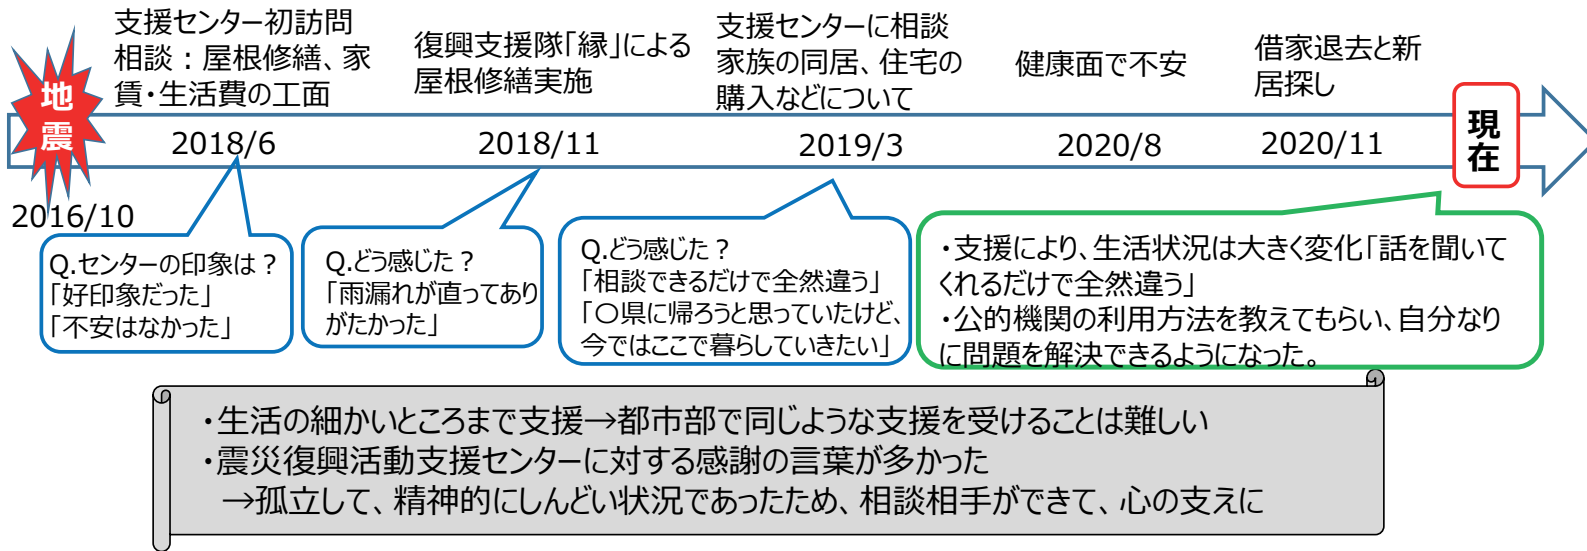 支援センター初訪問
相談：屋根修繕、家
賃・生活費の工面
復興支援隊「縁」による
屋根修繕実施
支援センターに相談
家族の同居、住宅の
購入などについて
健康面で不安
借家退去と新
居探し
地震
2018/6
2018/11
2019/3
2020/8
2020/11
現在
2016/10
Q.センターの印象は？
「好印象だった」
「不安はなかった」
Q.どう感じた？
「雨漏れが直ってあり
がたかった」
Q.どう感じた？
「相談できるだけで全然違う」
「〇県に帰ろうと思っていたけど、
今ではここで暮らしていきたい」
・支援により、生活状況は大きく変化「話を聞いて
くれるだけで全然違う」
・公的機関の利用方法を教えてもらい、自分なり
に問題を解決できるようになった。
・生活の細かいところまで支援→都市部で同じような支援を受けることは難しい
・震災復興活動支援センターに対する感謝の言葉が多かった
→孤立して、精神的にしんどい状況であったため、相談相手ができて、心の支えに